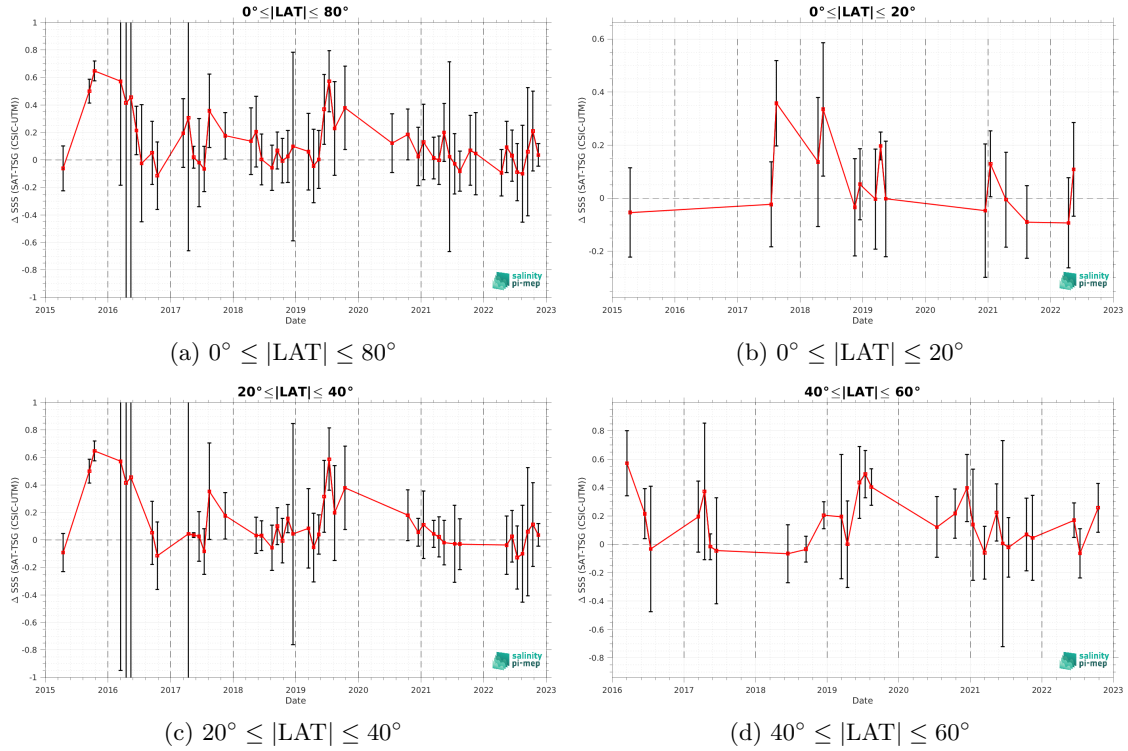 0°≤|LAT|≤ 80°
Δ SSS (SAT-TSG (CSIC-UTM))
1
0.8
0.6
0.4
0.2
0
-0.2
-0.4
-0.6
-0.8
-1
2015 2016 2017 2018 2019 2020 2021 2022 2023
Date
salinity
pi-mep
(a) 0° ≤ |LAT| ≤ 80°
0°≤|LAT|≤ 20°
Δ SSS (SAT-TSG (CSIC-UTM))
0.6
0.4
0.2
0
-0.2
2015 2016 2017 2018 2019 2020 2021 2022 2023
Date
salinity
pi-mep
(b) 0° ≤ |LAT| ≤ 20°
20°≤|LAT|≤ 40°
Δ SSS (SAT-TSG (CSIC-UTM))
1
0.8
0.6
0.4
0.2
0
-0.2
-0.4
-0.6
-0.8
-1
2015 2016 2017 2018 2019 2020 2021 2022 2023
Date
salinity
pi-mep
(c) 20° ≤ |LAT| ≤ 40°
40°≤|LAT|≤ 60°
Δ SSS (SAT-TSG (CSIC-UTM))
0.8
0.6
0.4
0.2
0
-0.2
-0.4
-0.6
-0.8
2016 2017 2018 2019 2020 2021 2022 2023
Date
salinity
pi-mep
(d) 40° ≤ |LAT| ≤ 60°